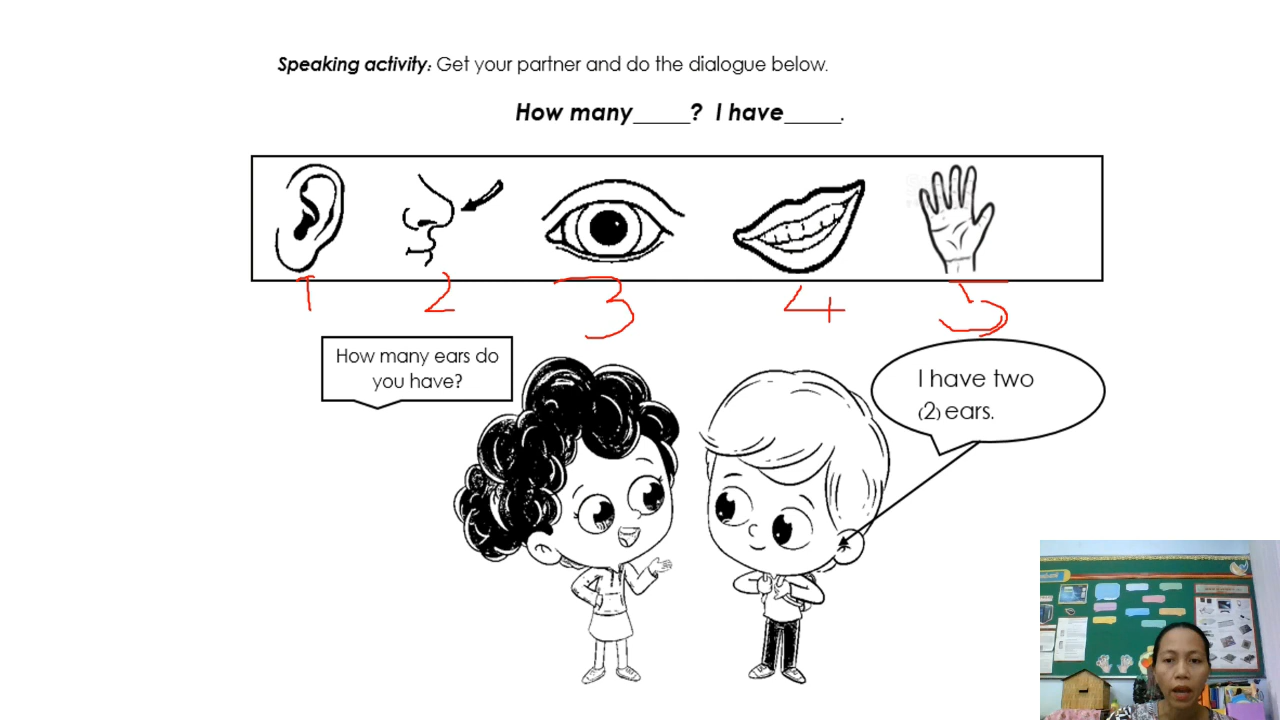 Speaking activity: Get your partner and do the dialogue below.
How many_____? I have_____.
1 2 3 4 5
How many ears do
you have?
I have two
(2) ears.